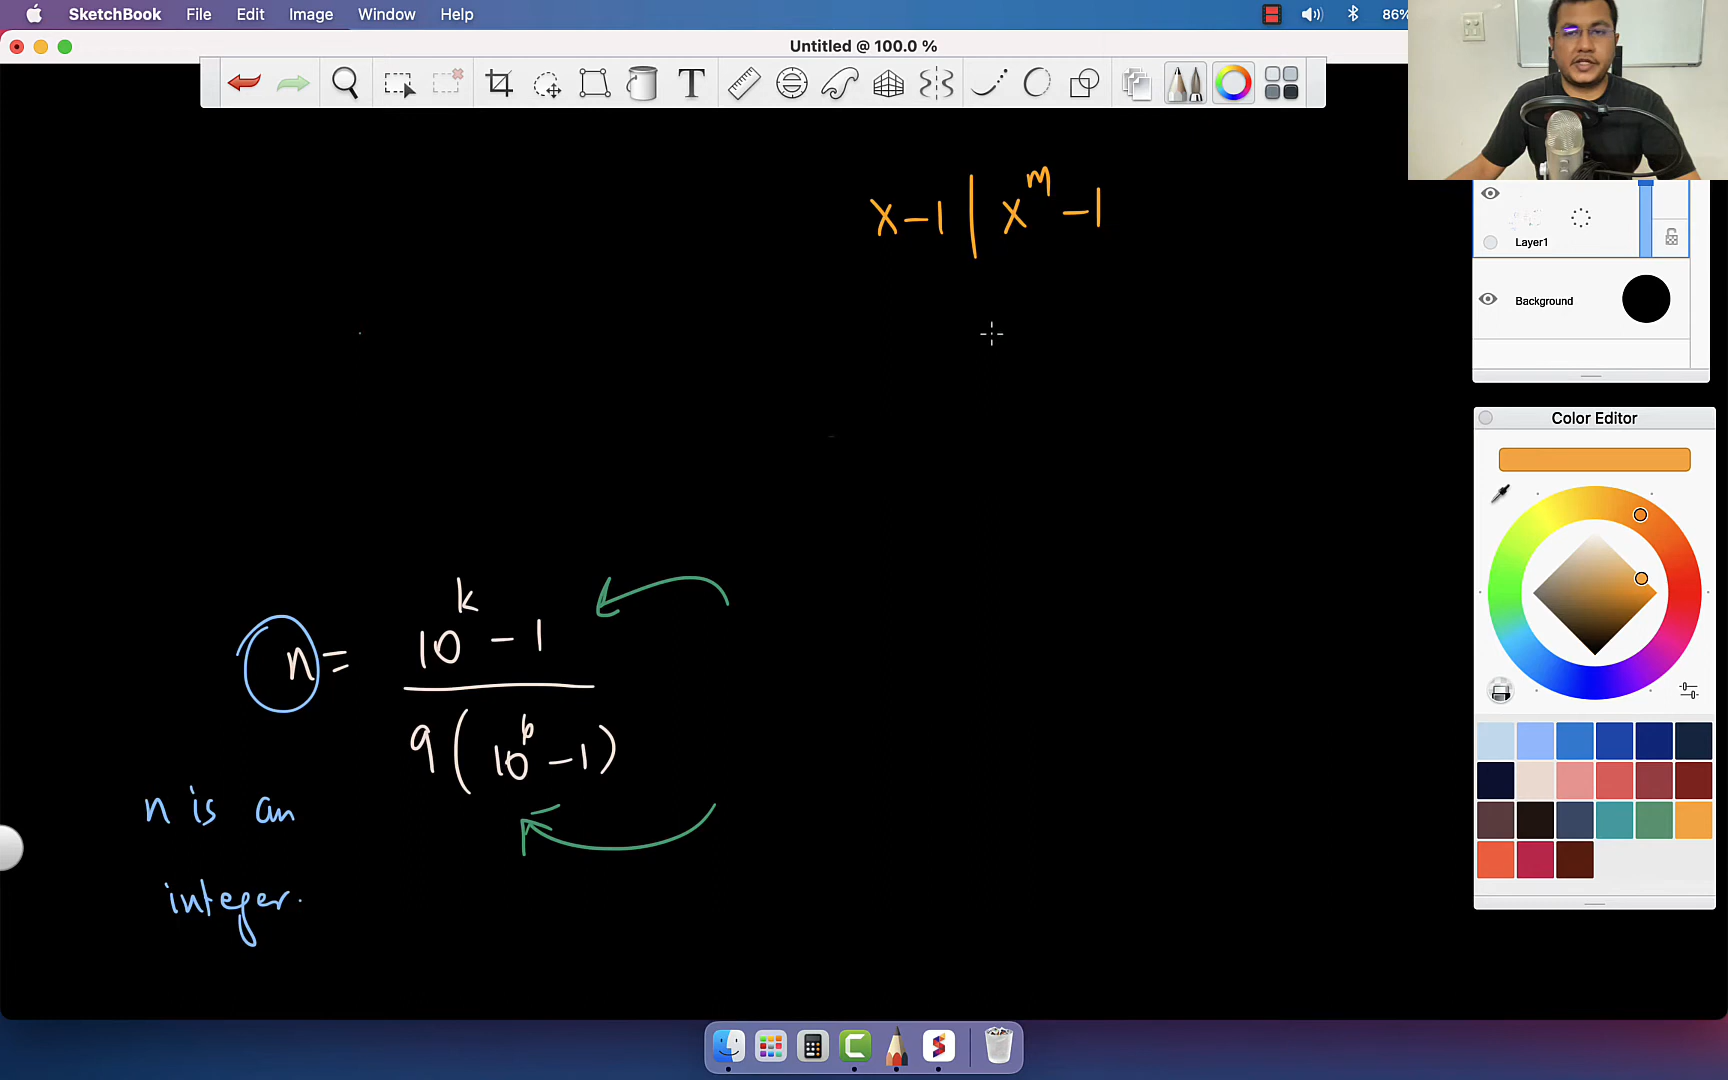 SketchBook File Edit Image Window Help 86%
Untitled @ 100.0 %
T
x-1 | x^m -1
Layer1
Background
Color Editor
n = (10^k - 1) / (9(10^b - 1))
n is an
integer.